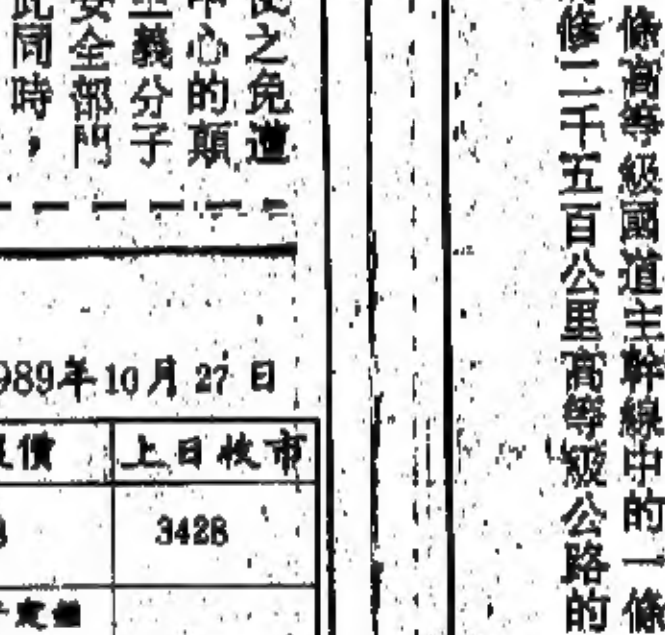 條高等級國道主幹線中的一條
修二千五百公里高等級公路的
之免遭
中心的顛
主義分子
安全部門
此同時，
989年10月27日
價 上日收市
3428